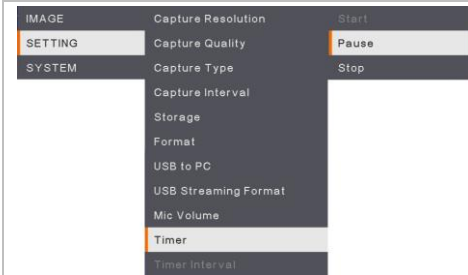 IMAGE
SETTING
SYSTEM
Capture Resolution
Capture Quality
Capture Type
Capture Interval
Storage
Format
USB to PC
USB Streaming Format
Mic Volume
Timer
Timer Interval
Start
Pause
Stop